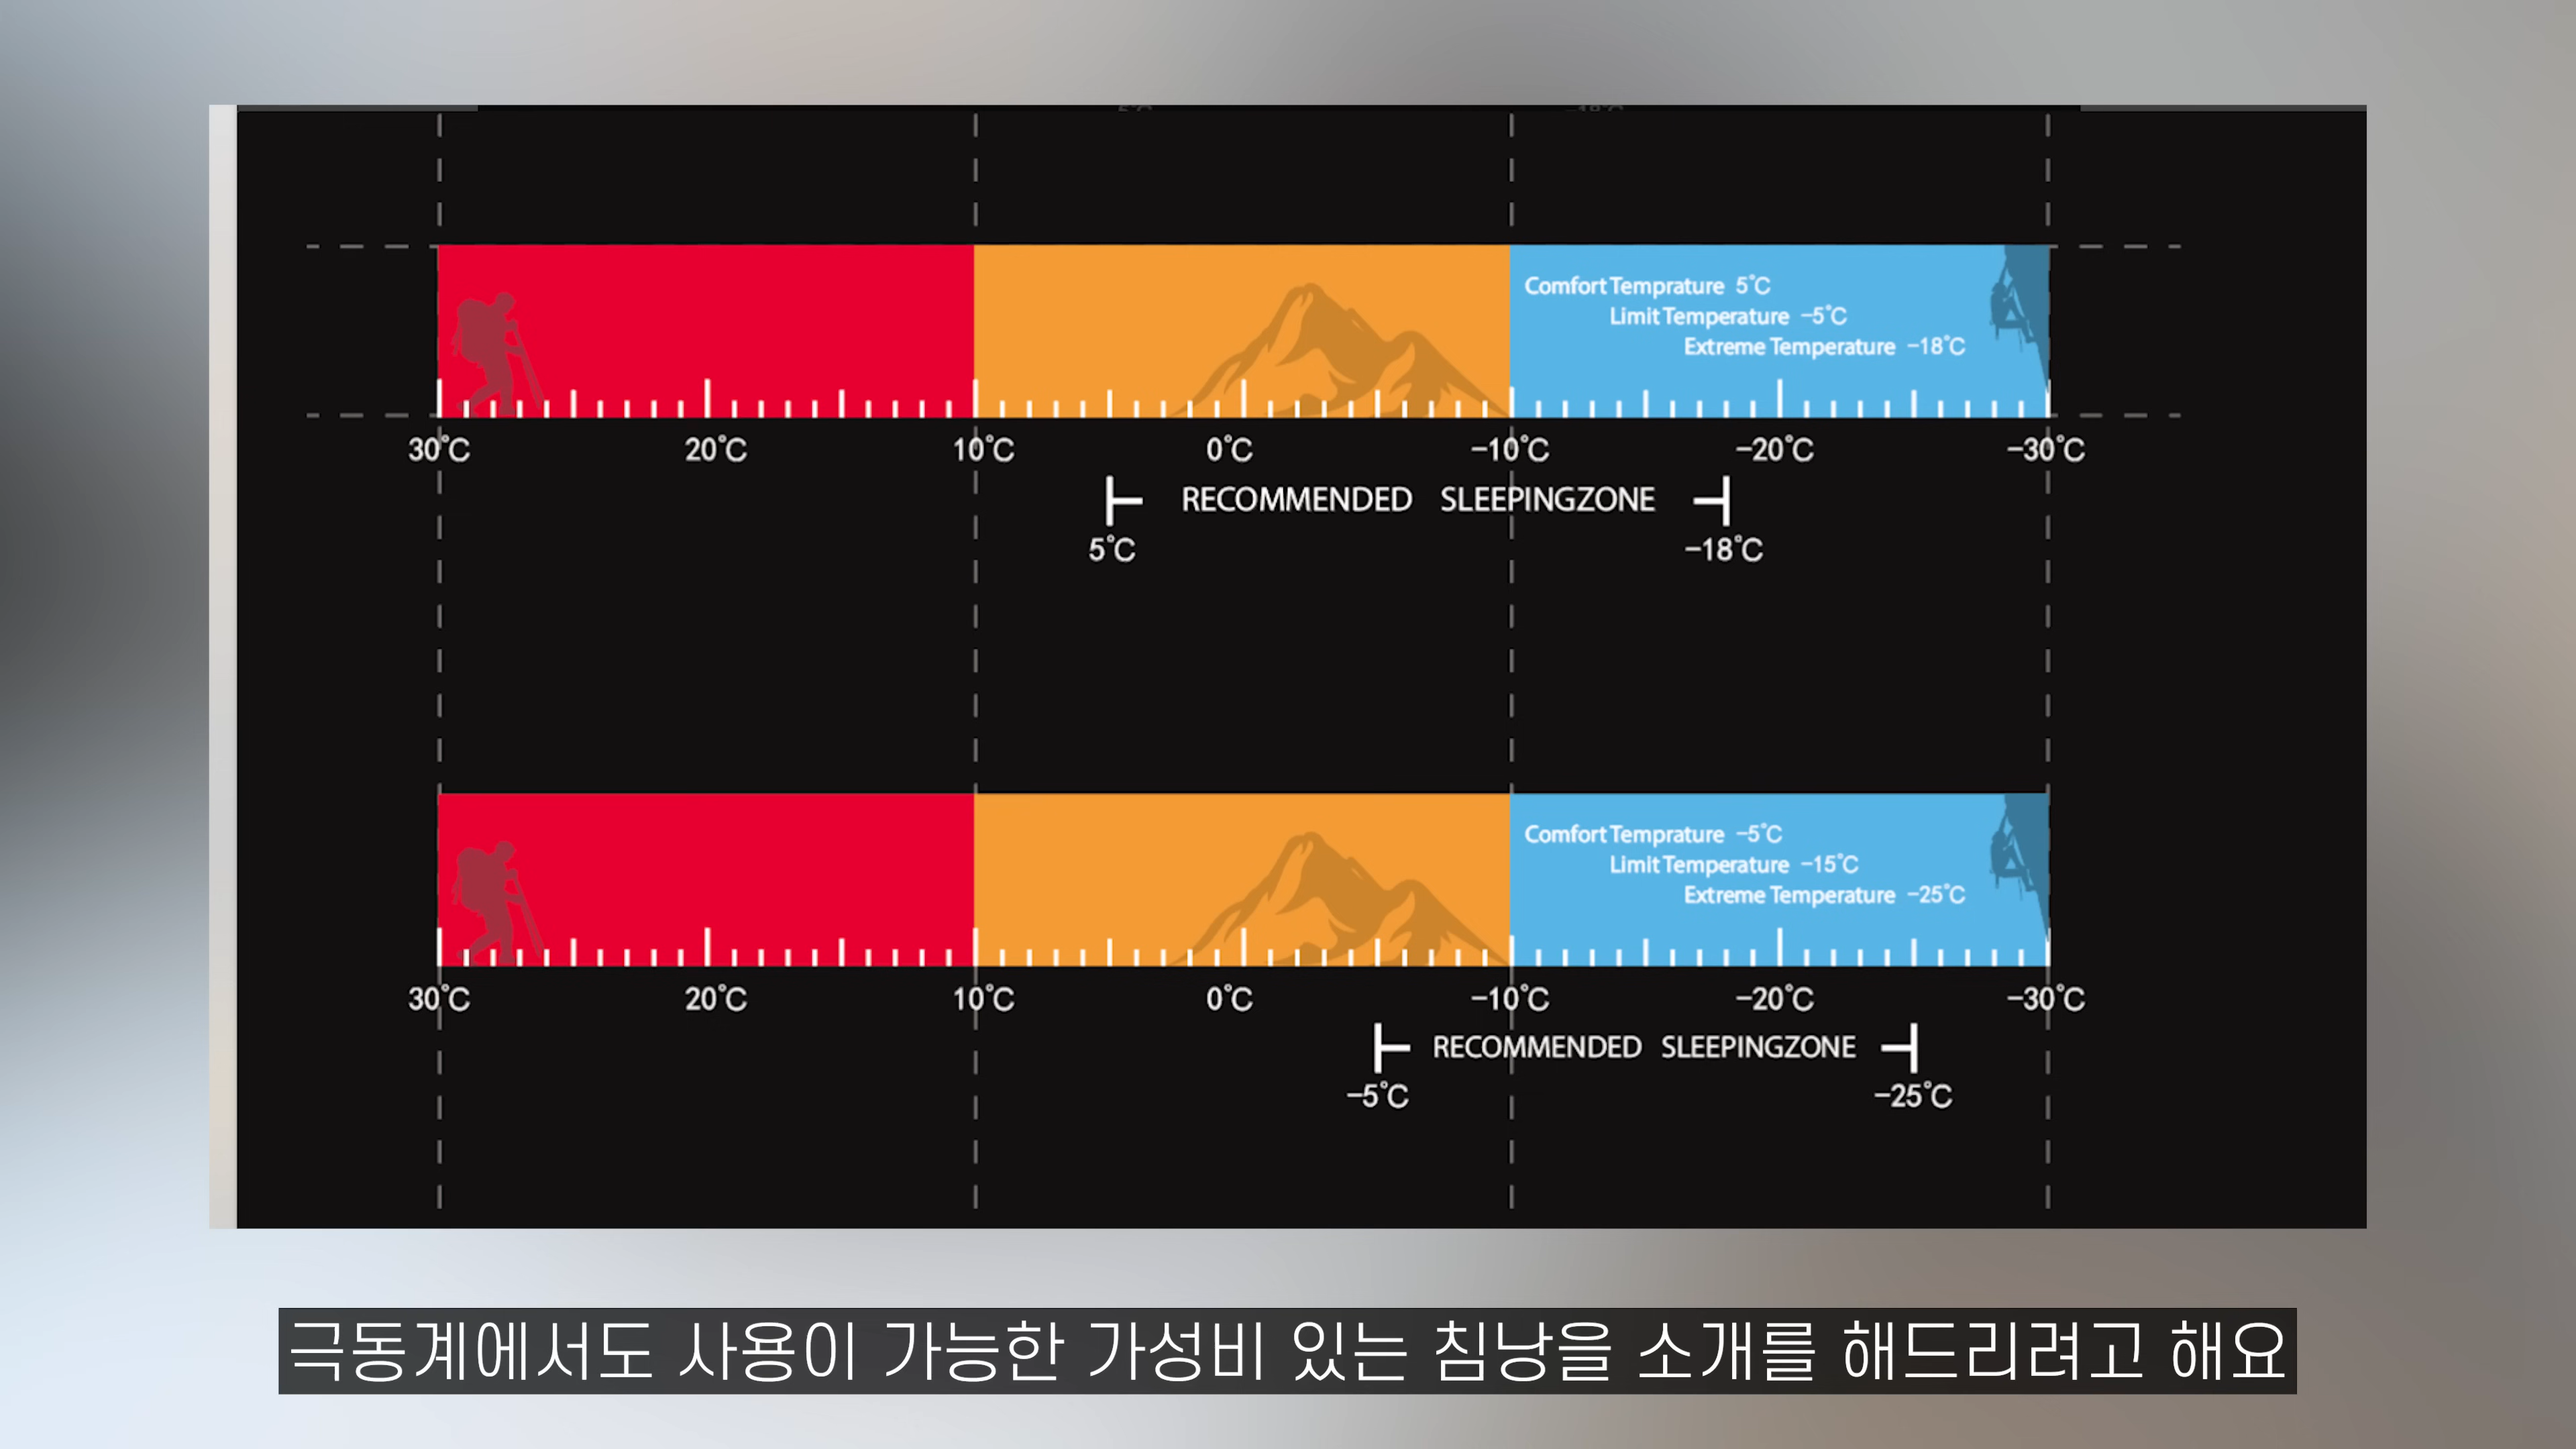 Comfort Temprature 5°C
Limit Temperature -5°C
Extreme Temperature -18°C
30°C 20°C 10°C 0°C -10°C -20°C -30°C
RECOMMENDED SLEEPINGZONE
5°C -18°C
Comfort Temprature -5°C
Limit Temperature -15°C
Extreme Temperature -25°C
30°C 20°C 10°C 0°C -10°C -20°C -30°C
RECOMMENDED SLEEPINGZONE
-5°C -25°C
극동계에서도 사용이 가능한 가성비 있는 침낭을 소개를 해드리려고 해요